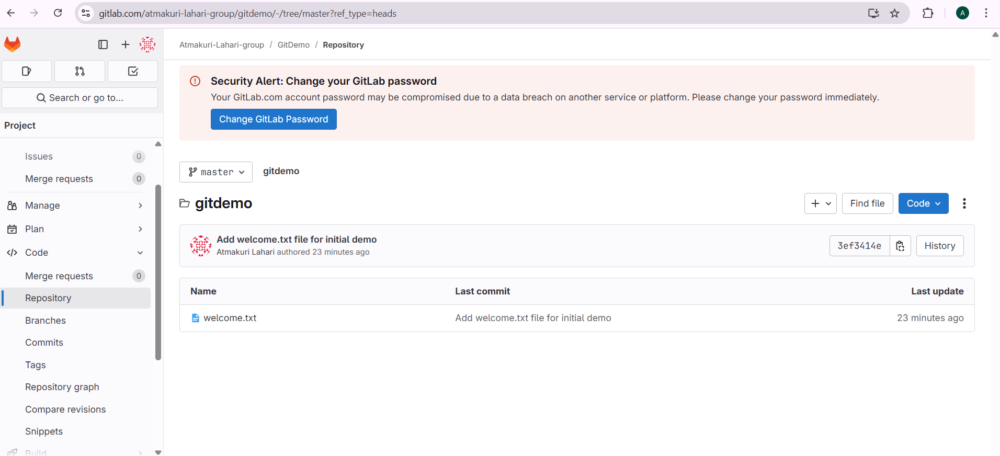 gitlab.com/atmakuri-lahari-group/gitdemo/-/tree/master?ref_type=heads
A
Search or go to...
Project
Issues 0
Merge requests 0
Manage
Plan
Code
Merge requests 0
Repository
Branches
Commits
Tags
Repository graph
Compare revisions
Snippets
Build
Atmakuri-Lahari-group / GitDemo / Repository
Security Alert: Change your GitLab password
Your GitLab.com account password may be compromised due to a data breach on another service or platform. Please change your password immediately.
Change GitLab Password
master
gitdemo
gitdemo
Find file
Code
Add welcome.txt file for initial demo
Atmakuri Lahari authored 23 minutes ago
3ef3414e
History
Name Last commit Last update
welcome.txt Add welcome.txt file for initial demo 23 minutes ago